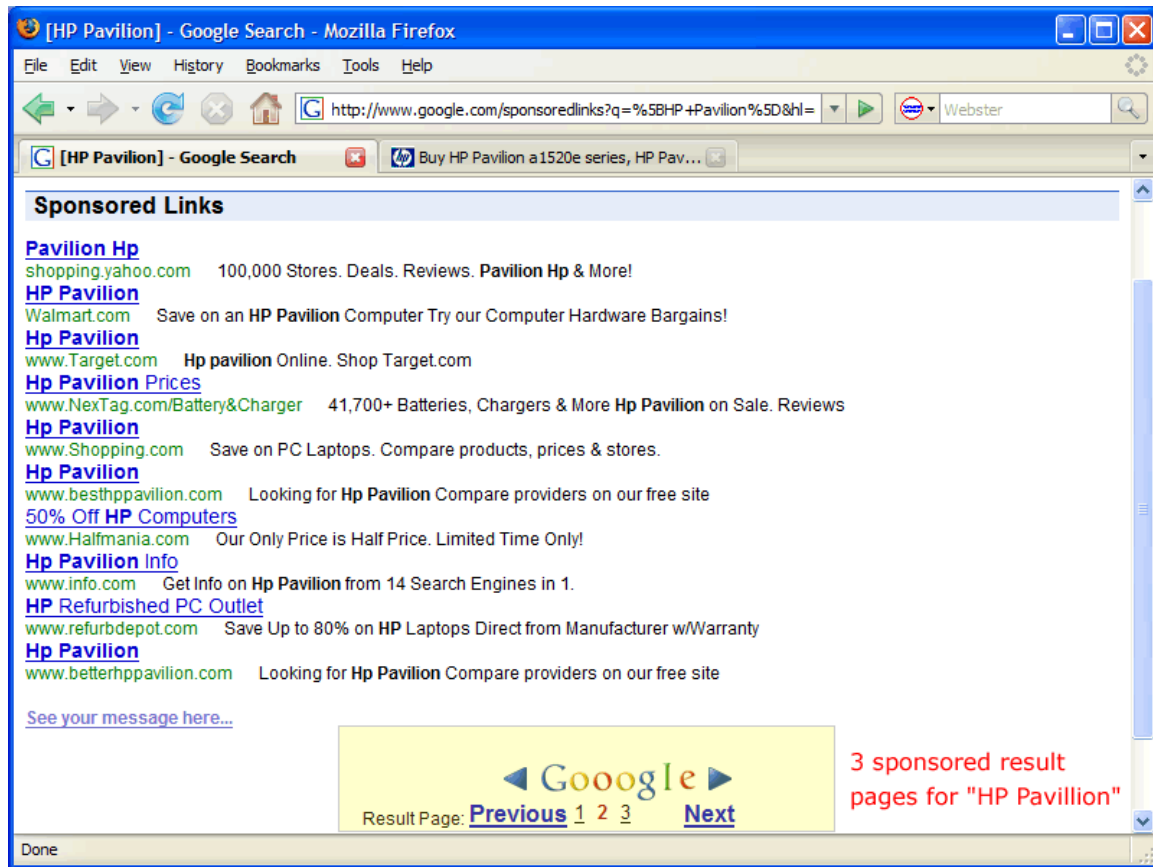 [HP Pavilion] - Google Search - Mozilla Firefox
File Edit View History Bookmarks Tools Help
G http://www.google.com/sponsoredlinks?q=%5BHP+Pavilion%5D&hl= Webster
G [HP Pavilion] - Google Search hp Buy HP Pavilion a1520e series, HP Pav...
Sponsored Links
Pavilion Hp
shopping.yahoo.com 100,000 Stores. Deals. Reviews. Pavilion Hp & More!
HP Pavilion
Walmart.com Save on an HP Pavilion Computer Try our Computer Hardware Bargains!
Hp Pavilion
www.Target.com Hp pavilion Online. Shop Target.com
Hp Pavilion Prices
www.NexTag.com/Battery&Charger 41,700+ Batteries, Chargers & More Hp Pavilion on Sale. Reviews
Hp Pavilion
www.Shopping.com Save on PC Laptops. Compare products, prices & stores.
Hp Pavilion
www.besthppavilion.com Looking for Hp Pavilion Compare providers on our free site
50% Off HP Computers
www.Halfmania.com Our Only Price is Half Price. Limited Time Only!
Hp Pavilion Info
www.info.com Get Info on Hp Pavilion from 14 Search Engines in 1.
HP Refurbished PC Outlet
www.refurbdepot.com Save Up to 80% on HP Laptops Direct from Manufacturer w/Warranty
Hp Pavilion
www.betterhppavilion.com Looking for Hp Pavilion Compare providers on our free site
See your message here...
Gooogle
Result Page: Previous 1 2 3 Next
3 sponsored result
pages for "HP Pavillion"
Done